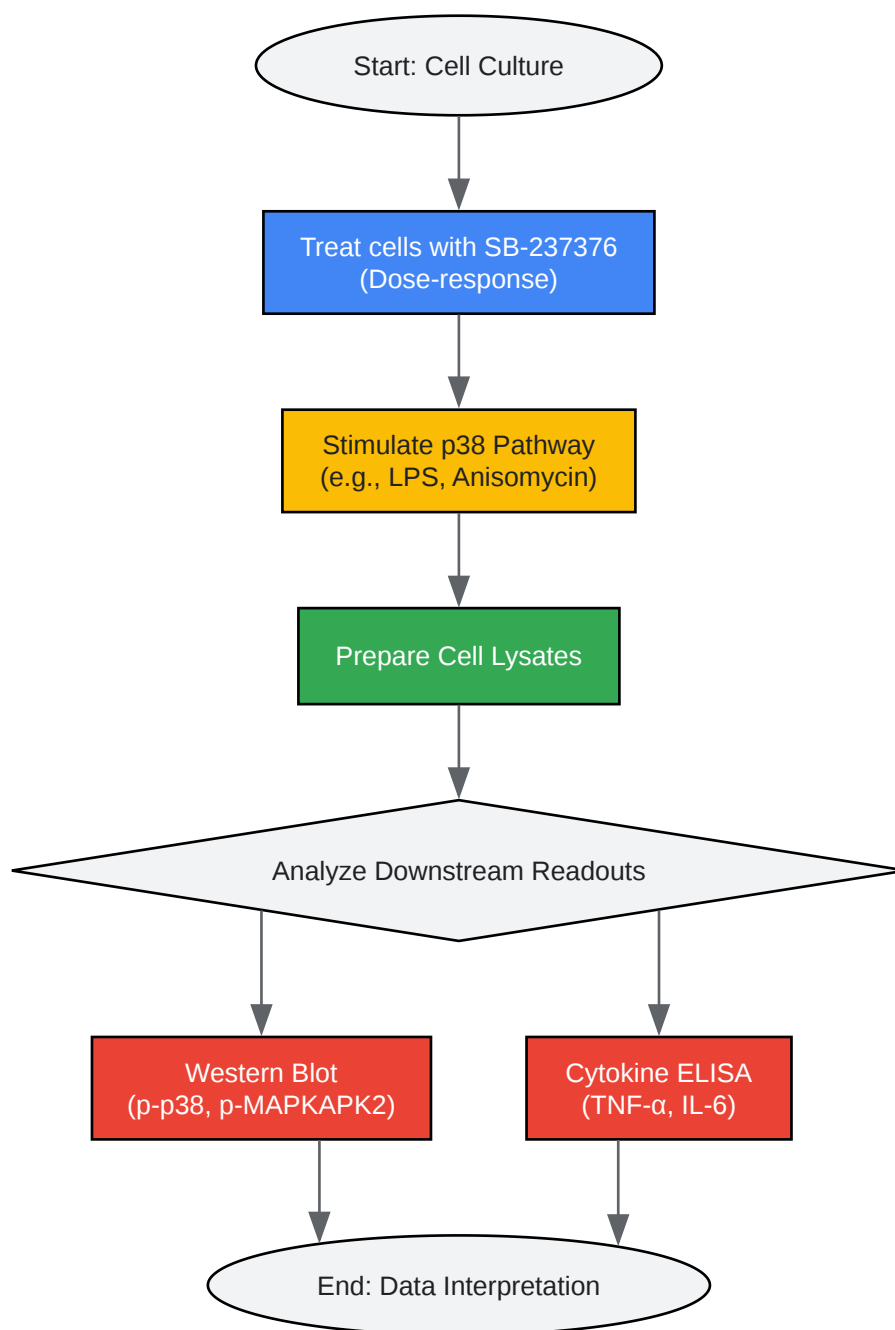 Start: Cell Culture
Treat cells with SB-237376
(Dose-response)
Stimulate p38 Pathway
(e.g., LPS, Anisomycin)
Prepare Cell Lysates
Analyze Downstream Readouts
Western Blot
(p-p38, p-MAPKAPK2)
Cytokine ELISA
(TNF-α, IL-6)
End: Data Interpretation